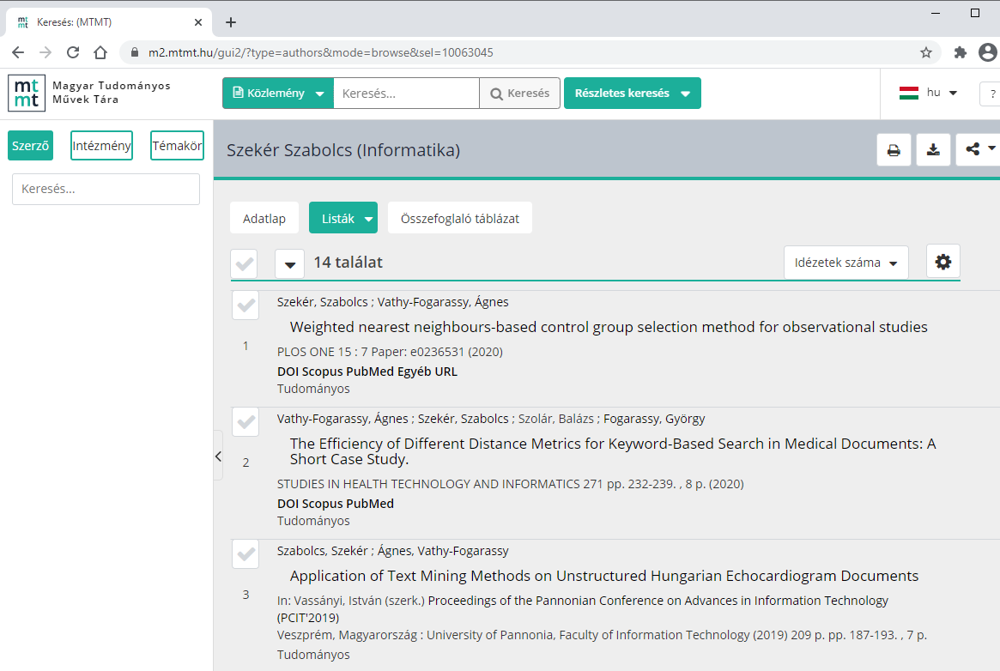 Keresés: (MTMT)
m2.mtmt.hu/gui2/?type=authors&mode=browse&sel=10063045
mt
mt
Magyar Tudományos
Művek Tára
Közlemény
Keresés...
Keresés
Részletes keresés
hu
?
Szerző
Intézmény
Témakör
Keresés...
Szekér Szabolcs (Informatika)
Adatlap
Listák
Összefoglaló táblázat
14 találat
Idézetek száma
Szekér, Szabolcs ; Vathy-Fogarassy, Ágnes
Weighted nearest neighbours-based control group selection method for observational studies
1
PLOS ONE 15 : 7 Paper: e0236531 (2020)
DOI Scopus PubMed Egyéb URL
Tudományos
Vathy-Fogarassy, Ágnes ; Szekér, Szabolcs ; Szolár, Balázs ; Fogarassy, György
The Efficiency of Different Distance Metrics for Keyword-Based Search in Medical Documents: A
Short Case Study.
2
STUDIES IN HEALTH TECHNOLOGY AND INFORMATICS 271 pp. 232-239. , 8 p. (2020)
DOI Scopus PubMed
Tudományos
Szabolcs, Szekér ; Ágnes, Vathy-Fogarassy
Application of Text Mining Methods on Unstructured Hungarian Echocardiogram Documents
3
In: Vassányi, István (szerk.) Proceedings of the Pannonian Conference on Advances in Information Technology
(PCIT'2019)
Veszprém, Magyarország : University of Pannonia, Faculty of Information Technology (2019) 209 p. pp. 187-193. , 7 p.
Tudományos